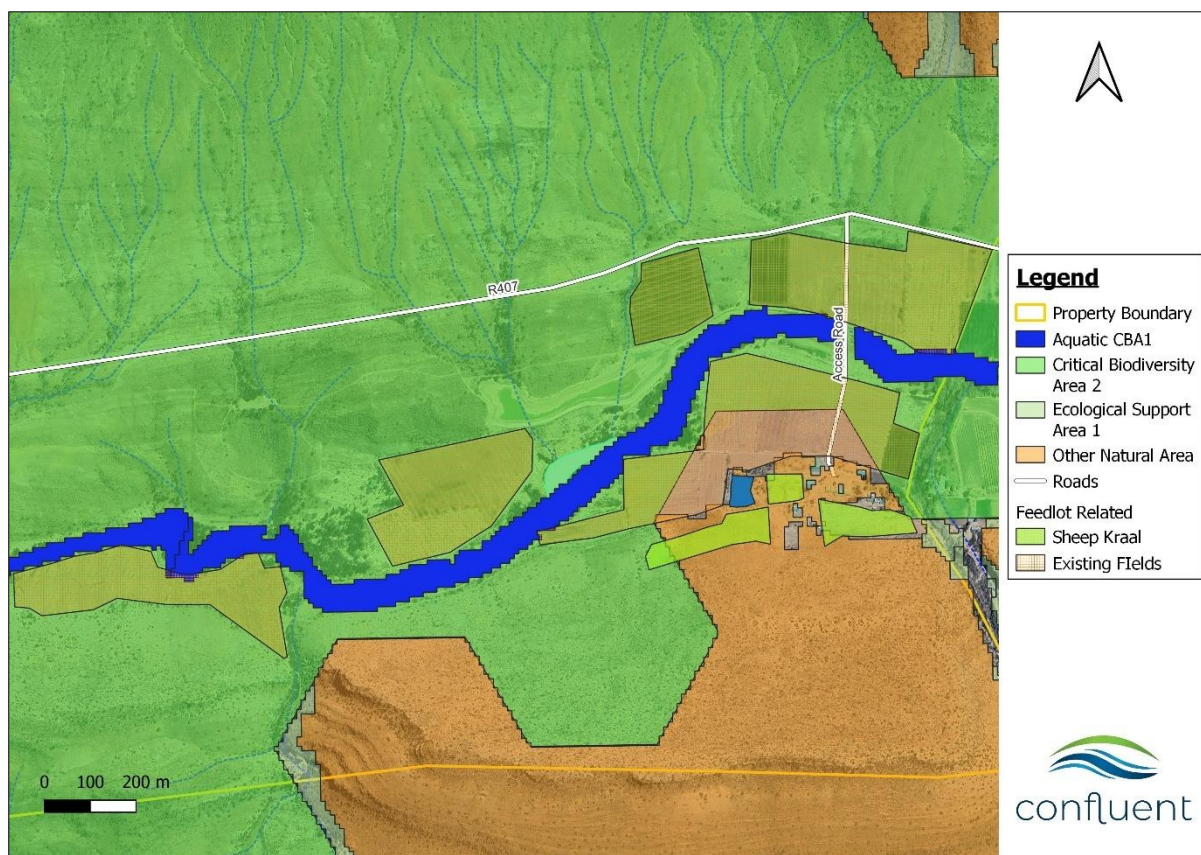 R407
Access Road
0 100 200 m
Legend
Property Boundary
Aquatic CBA1
Critical Biodiversity
Area 2
Ecological Support
Area 1
Other Natural Area
Roads
Feedlot Related
Sheep Kraal
Existing FIelds
confluent